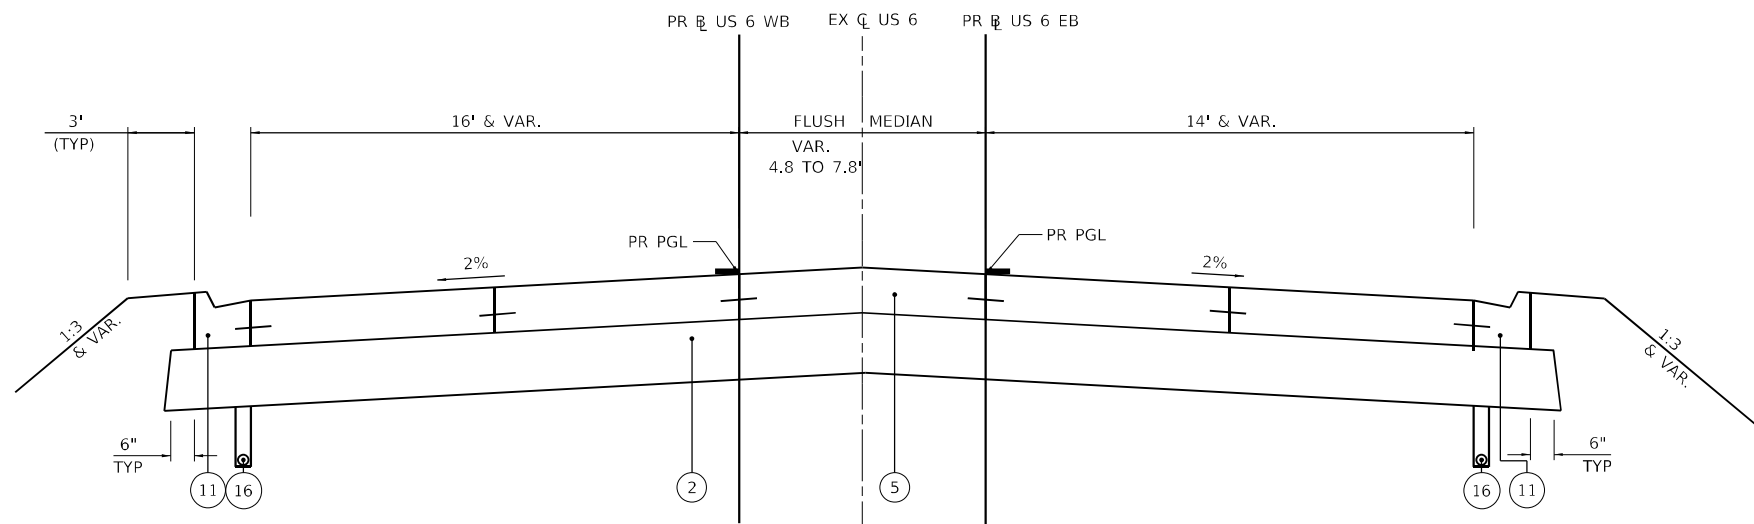 PR ⅊ US 6 WB
EX ℄ US 6
PR ⅊ US 6 EB
3'
(TYP)
16' & VAR.
FLUSH MEDIAN
VAR.
4.8 TO 7.8'
14' & VAR.
PR PGL
PR PGL
2%
2%
1:3
& VAR.
1:3
& VAR.
6"
TYP
6"
TYP
11
16
2
5
16
11